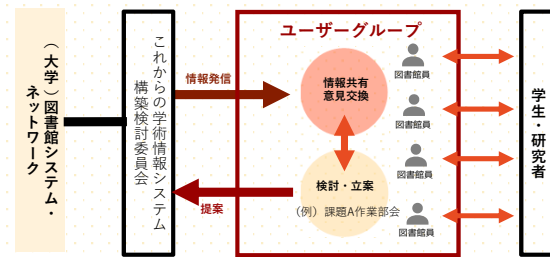 （大学）図書館システム・
ネットワーク
これからの学術情報システム
構築検討委員会
情報発信
提案
ユーザーグループ
情報共有
意見交換
検討・立案
（例）課題A作業部会
図書館員
図書館員
図書館員
図書館員
学生・研究者